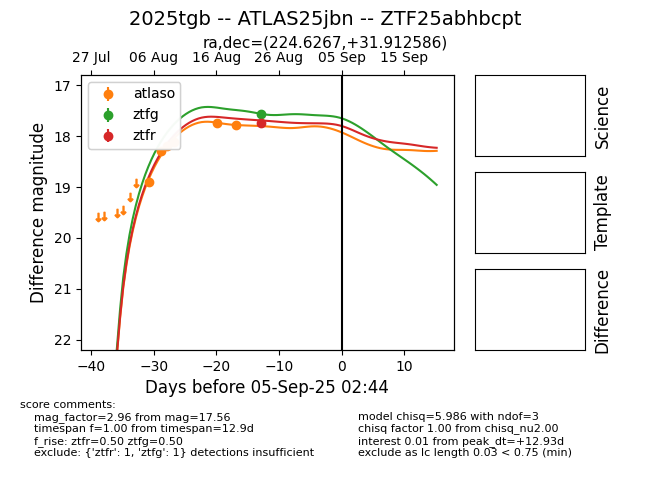 2025tgb -- ATLAS25jbn -- ZTF25abhbcpt
ra,dec=(224.6267,+31.912586)
27 Jul 06 Aug 16 Aug 26 Aug 05 Sep 15 Sep
atlaso
ztfg
ztfr
17
18
19
20
21
22
Difference magnitude
−40 −30 −20 −10 0 10
Days before 05-Sep-25 02:44
Science
Template
Difference
score comments:
mag_factor=2.96 from mag=17.56
timespan f=1.00 from timespan=12.9d
f_rise: ztfr=0.50 ztfg=0.50
exclude: {'ztfr': 1, 'ztfg': 1} detections insufficient
model chisq=5.986 with ndof=3
chisq factor 1.00 from chisq_nu2.00
interest 0.01 from peak_dt=+12.93d
exclude as lc length 0.03 < 0.75 (min)